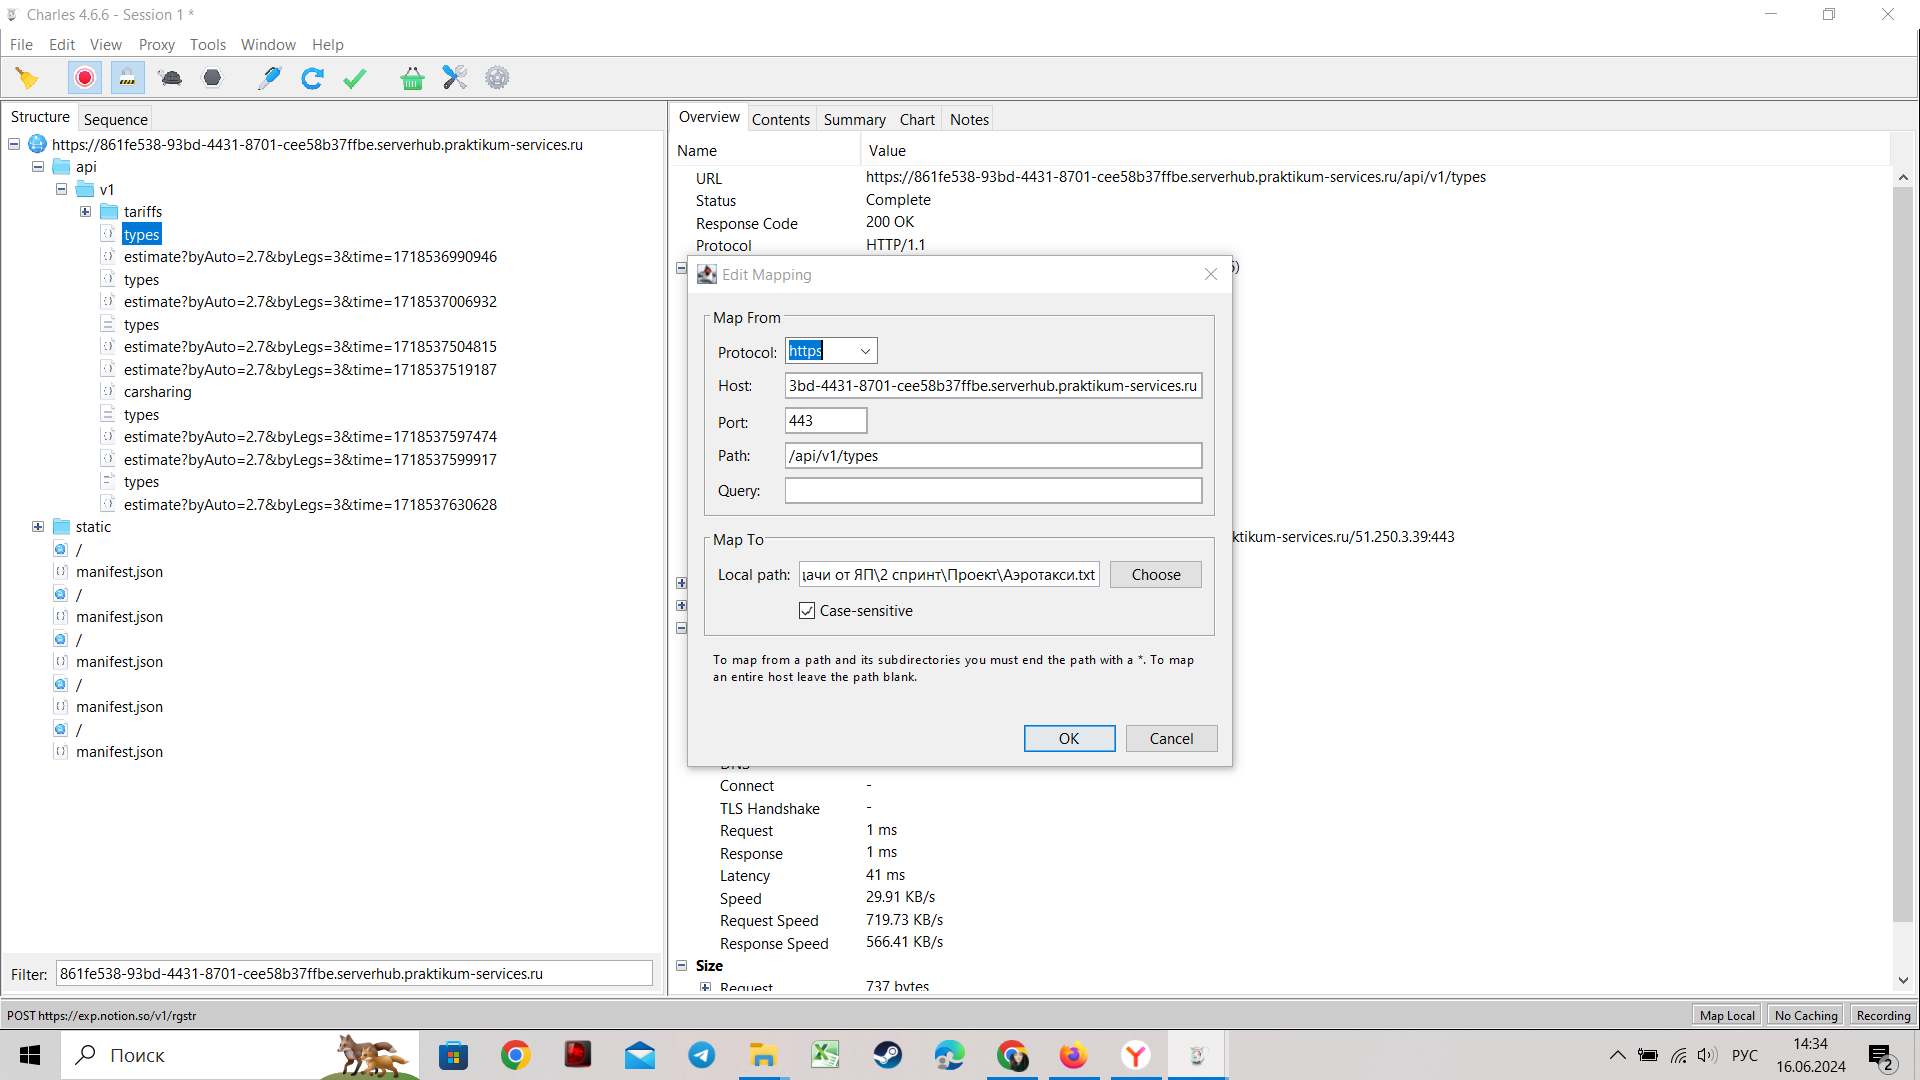 Charles 4.6.6 - Session 1 *
File Edit View Proxy Tools Window Help
Structure Sequence
https://861fe538-93bd-4431-8701-cee58b37ffbe.serverhub.praktikum-services.ru
api
v1
tariffs
types
estimate?byAuto=2.7&byLegs=3&time=1718536990946
types
estimate?byAuto=2.7&byLegs=3&time=1718537006932
types
estimate?byAuto=2.7&byLegs=3&time=1718537504815
estimate?byAuto=2.7&byLegs=3&time=1718537519187
carsharing
types
estimate?byAuto=2.7&byLegs=3&time=1718537597474
estimate?byAuto=2.7&byLegs=3&time=1718537599917
types
estimate?byAuto=2.7&byLegs=3&time=1718537630628
static
/
manifest.json
/
manifest.json
/
manifest.json
/
manifest.json
/
manifest.json
Filter: 861fe538-93bd-4431-8701-cee58b37ffbe.serverhub.praktikum-services.ru
Overview Contents Summary Chart Notes
Name Value
URL https://861fe538-93bd-4431-8701-cee58b37ffbe.serverhub.praktikum-services.ru/api/v1/types
Status Complete
Response Code 200 OK
Protocol HTTP/1.1
Edit Mapping
Map From
Protocol: https
Host: 3bd-4431-8701-cee58b37ffbe.serverhub.praktikum-services.ru
Port: 443
Path: /api/v1/types
Query:
Map To
Local path: дачи от ЯП\2 спринт\Проект\Аэротакси.txt Choose
Case-sensitive
To map from a path and its subdirectories you must end the path with a *. To map
an entire host leave the path blank.
OK Cancel
ktikum-services.ru/51.250.3.39:443
DNS
Connect -
TLS Handshake -
Request 1 ms
Response 1 ms
Latency 41 ms
Speed 29.91 KB/s
Request Speed 719.73 KB/s
Response Speed 566.41 KB/s
Size
Request 737 bytes
POST https://exp.notion.so/v1/rgstr
Map Local No Caching Recording
Поиск
РУС
14:34
16.06.2024
2